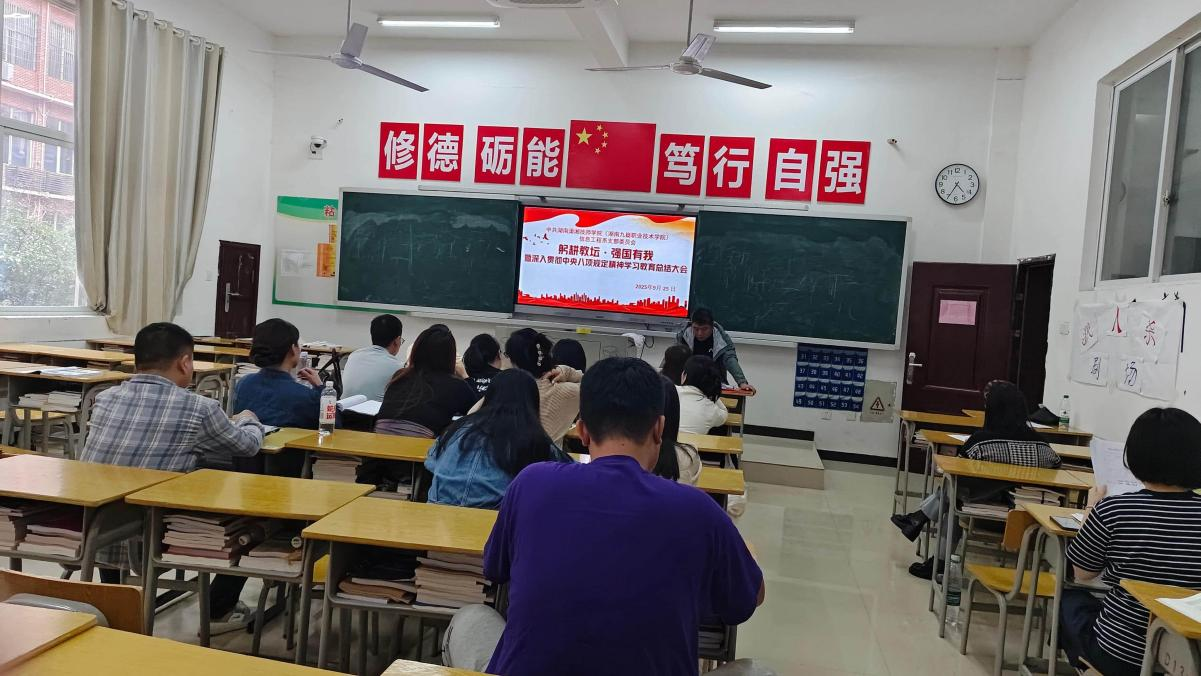 修德砺能 笃行自强
中共湖南潇湘技师学院（湖南九嶷职业技术学院）
信息工程系支部委员会
躬耕教坛·强国有我
暨深入贯彻中央八项规定精神学习教育总结大会
2025年9月25日
粘
剧场